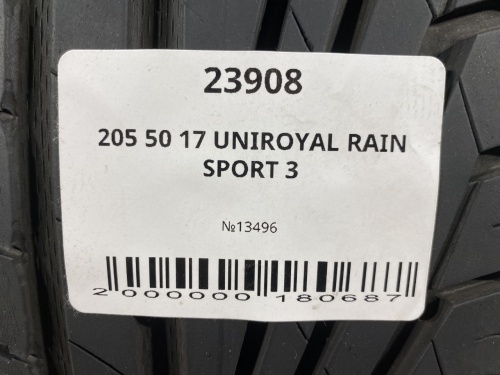 23908
205 50 17 UNIROYAL RAIN
SPORT 3
№13496
2 000000 180687